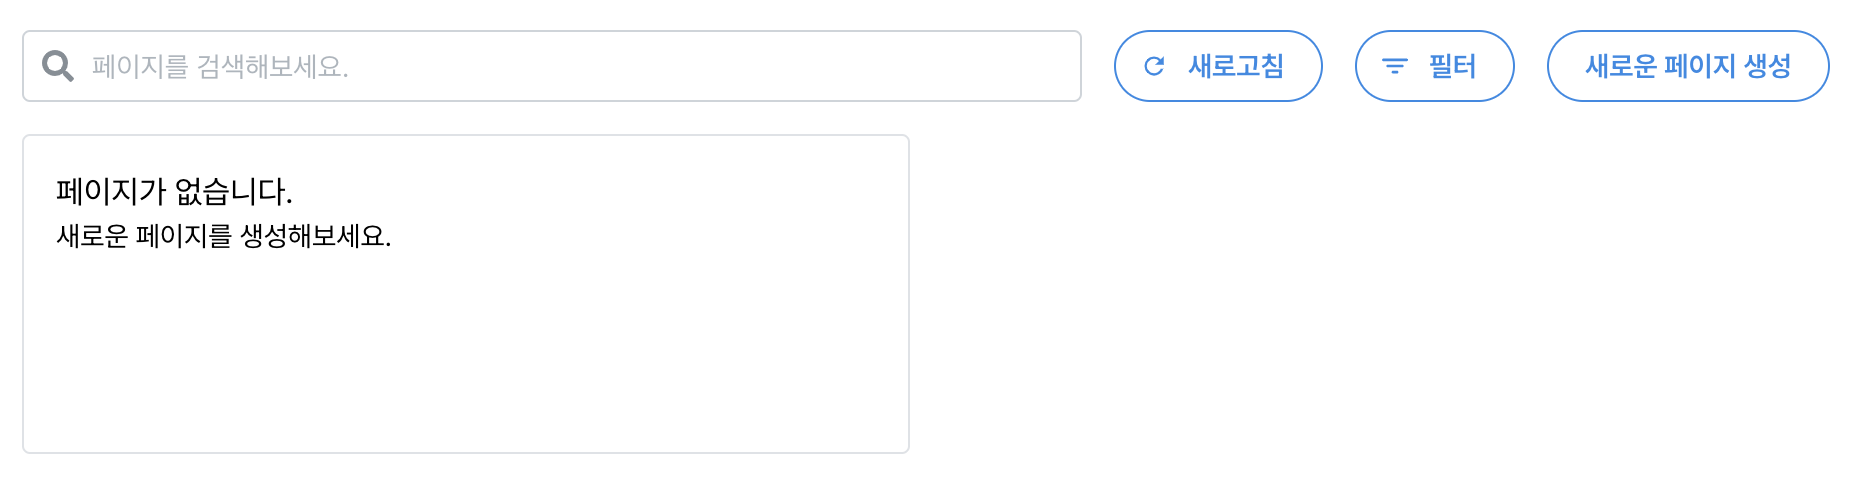 페이지를 검색해보세요.
새로고침
필터
새로운 페이지 생성
페이지가 없습니다.
새로운 페이지를 생성해보세요.